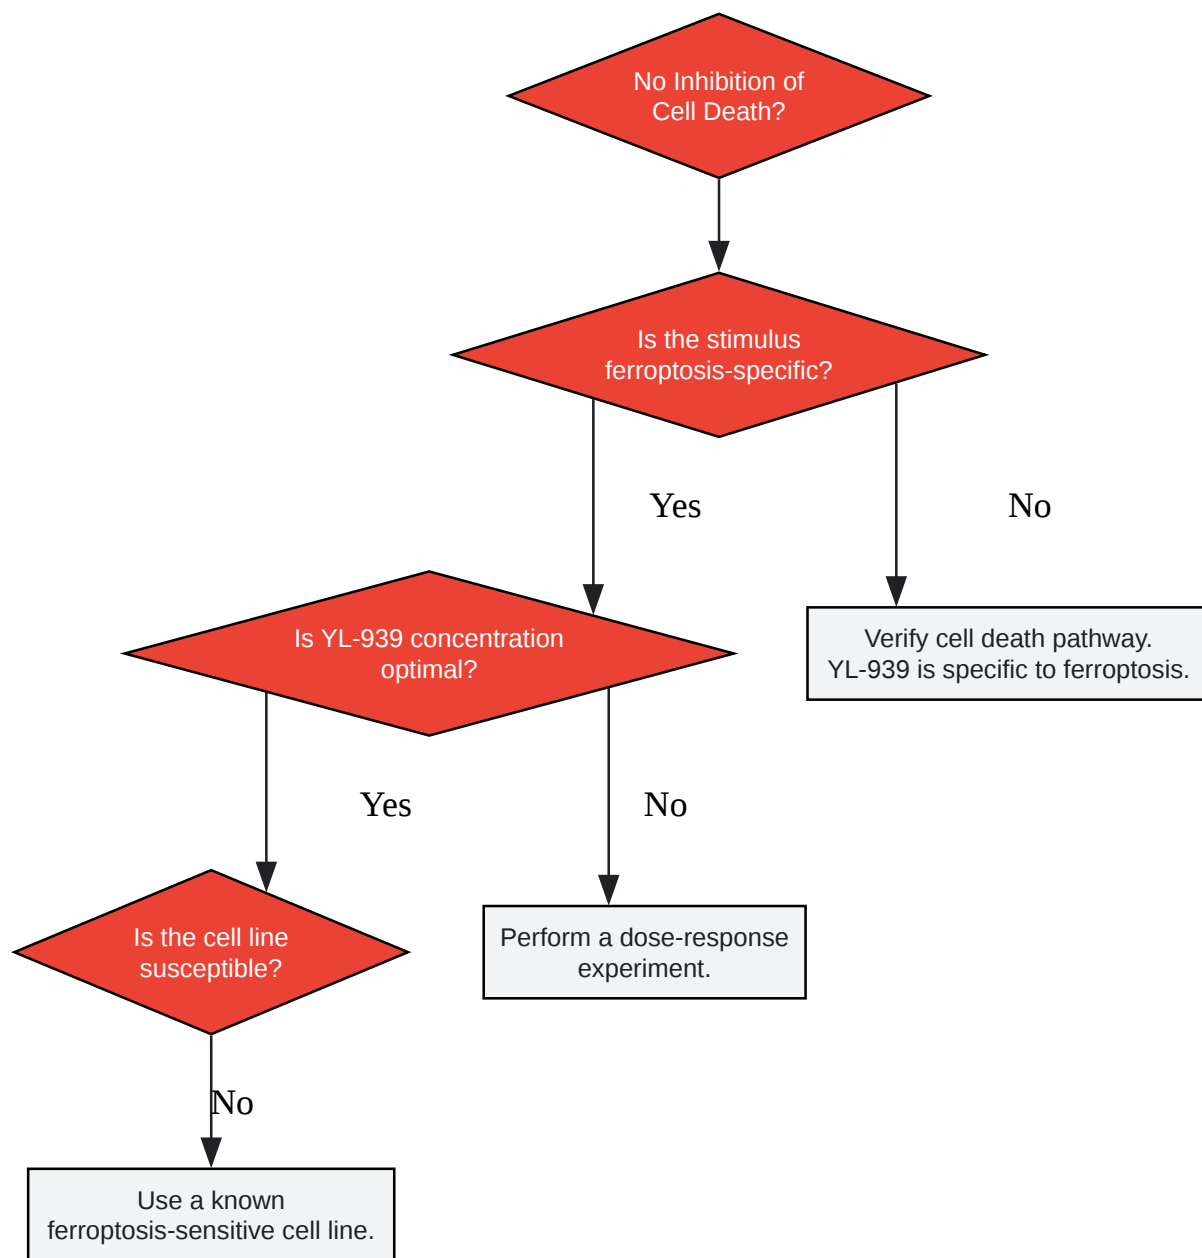 No Inhibition of
Cell Death?
Is the stimulus
ferroptosis-specific?
Yes
No
Is YL-939 concentration
optimal?
Verify cell death pathway.
YL-939 is specific to ferroptosis.
Yes
No
Is the cell line
susceptible?
Perform a dose-response
experiment.
No
Use a known
ferroptosis-sensitive cell line.